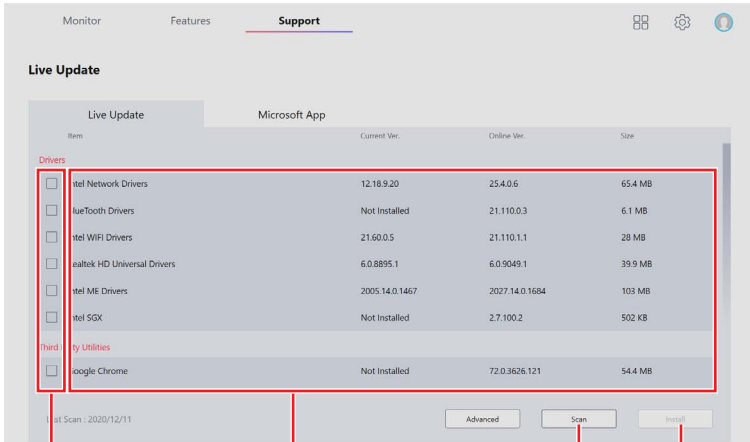 Monitor Features Support
Live Update
Live Update Microsoft App
Item Current Ver. Online Ver. Size
Drivers
ntel Network Drivers 12.18.9.20 25.4.0.6 65.4 MB
lueTooth Drivers Not Installed 21.110.0.3 6.1 MB
ntel WIFI Drivers 21.60.0.5 21.110.1.1 28 MB
ealtek HD Universal Drivers 6.0.8895.1 6.0.9049.1 39.9 MB
ntel ME Drivers 2005.14.0.1467 2027.14.0.1684 103 MB
ntel SGX Not Installed 2.7.100.2 502 KB
Third rty Utilities
oogle Chrome Not Installed 72.0.3626.121 54.4 MB
L st Scan : 2020/12/11 Advanced Scan Install